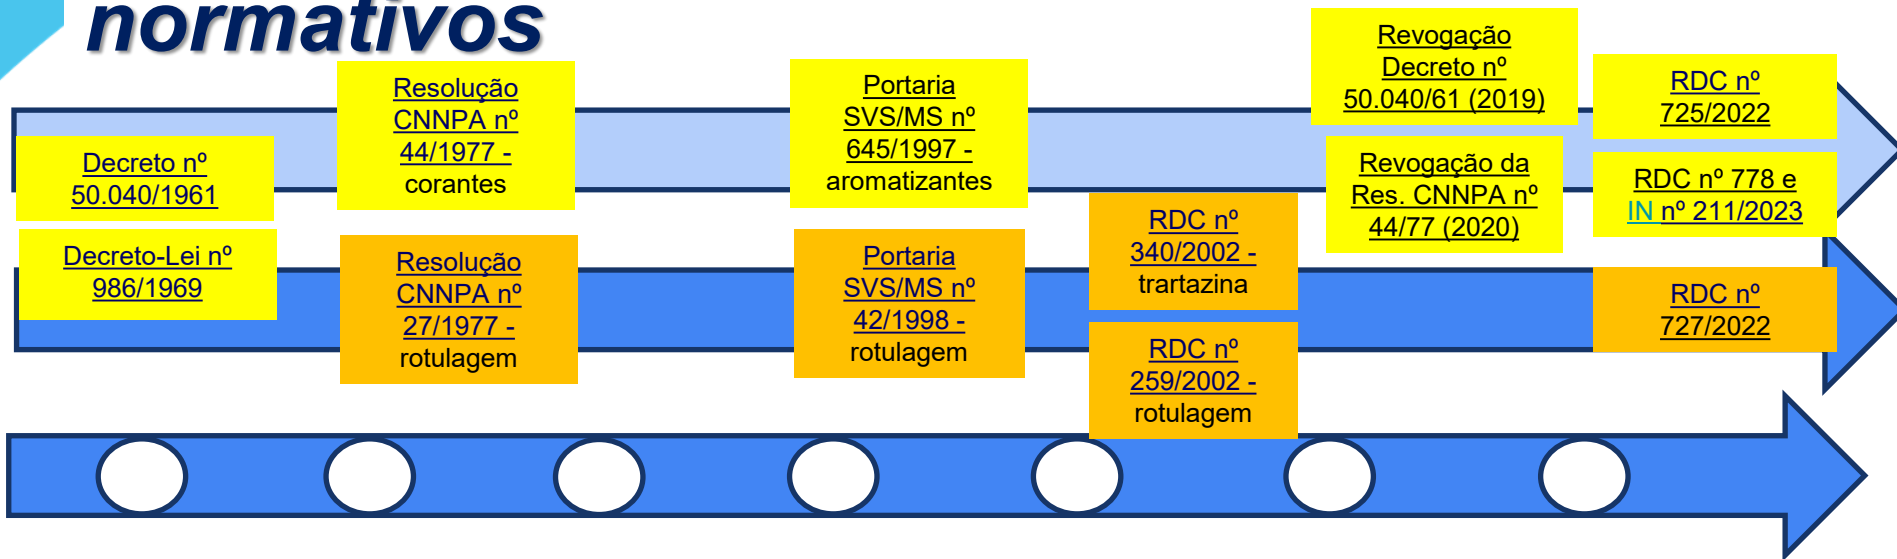 normativos
Decreto nº
50.040/1961
Decreto-Lei nº
986/1969
Resolução
CNNPA nº
44/1977 -
corantes
Resolução
CNNPA nº
27/1977 -
rotulagem
Portaria
SVS/MS nº
645/1997 -
aromatizantes
Portaria
SVS/MS nº
42/1998 -
rotulagem
RDC nº
340/2002 -
trartazina
RDC nº
259/2002 -
rotulagem
Revogação
Decreto nº
50.040/61 (2019)
Revogação da
Res. CNNPA nº
44/77 (2020)
RDC nº
725/2022
RDC nº 778 e
IN nº 211/2023
RDC nº
727/2022